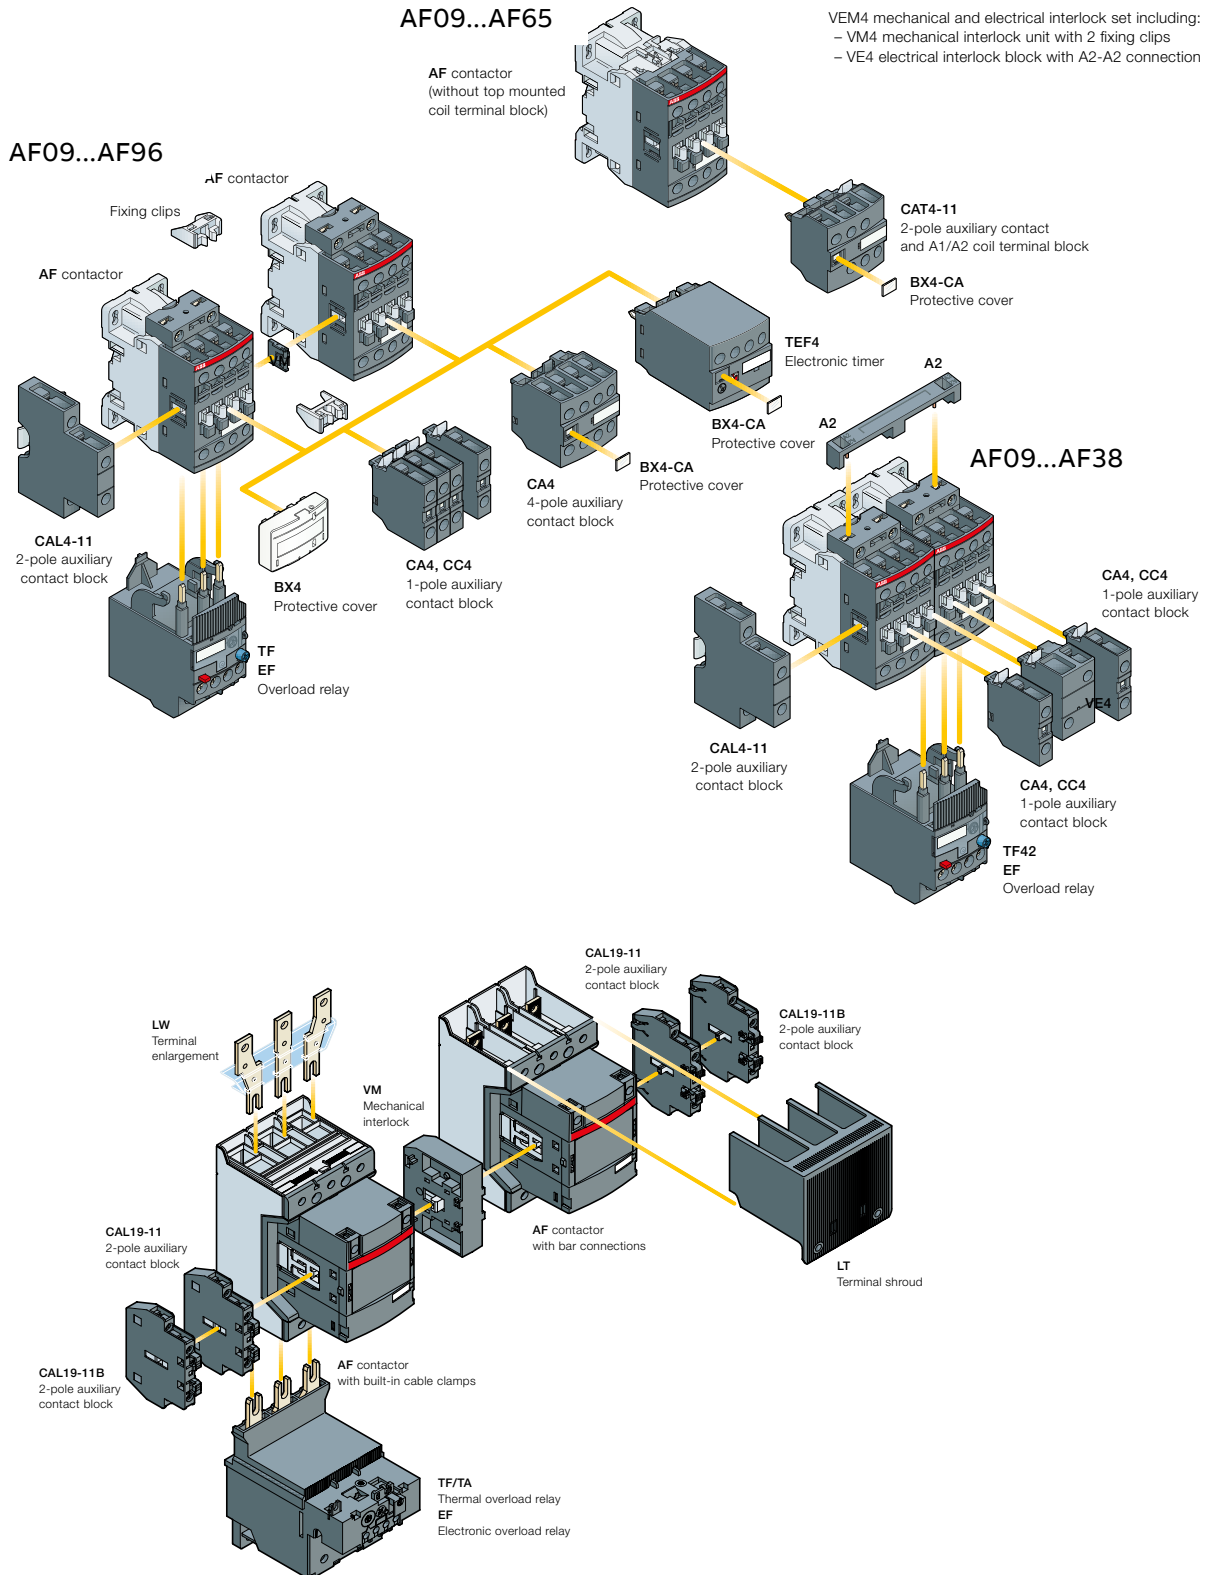 AF09...AF65
VEM4 mechanical and electrical interlock set including:
– VM4 mechanical interlock unit with 2 fixing clips
– VE4 electrical interlock block with A2-A2 connection
AF contactor
(without top mounted
coil terminal block)
ABB
AF09...AF96
AF contactor
Fixing clips
AF contactor
ABB
ABB
CAT4-11
2-pole auxiliary contact
and A1/A2 coil terminal block
BX4-CA
Protective cover
TEF4
Electronic timer
BX4-CA
Protective cover
A2
A2
AF09...AF38
CA4
4-pole auxiliary
contact block
BX4-CA
Protective cover
CAL4-11
2-pole auxiliary
contact block
BX4
Protective cover
CA4, CC4
1-pole auxiliary
contact block
TF
EF
Overload relay
ABB
ABB
CA4, CC4
1-pole auxiliary
contact block
VE4
CAL4-11
2-pole auxiliary
contact block
CA4, CC4
1-pole auxiliary
contact block
TF42
EF
Overload relay
CAL19-11
2-pole auxiliary
contact block
CAL19-11B
2-pole auxiliary
contact block
LW
Terminal
enlargement
VM
Mechanical
interlock
CAL19-11
2-pole auxiliary
contact block
AF contactor
with bar connections
LT
Terminal shroud
CAL19-11B
2-pole auxiliary
contact block
AF contactor
with built-in cable clamps
TF/TA
Thermal overload relay
EF
Electronic overload relay